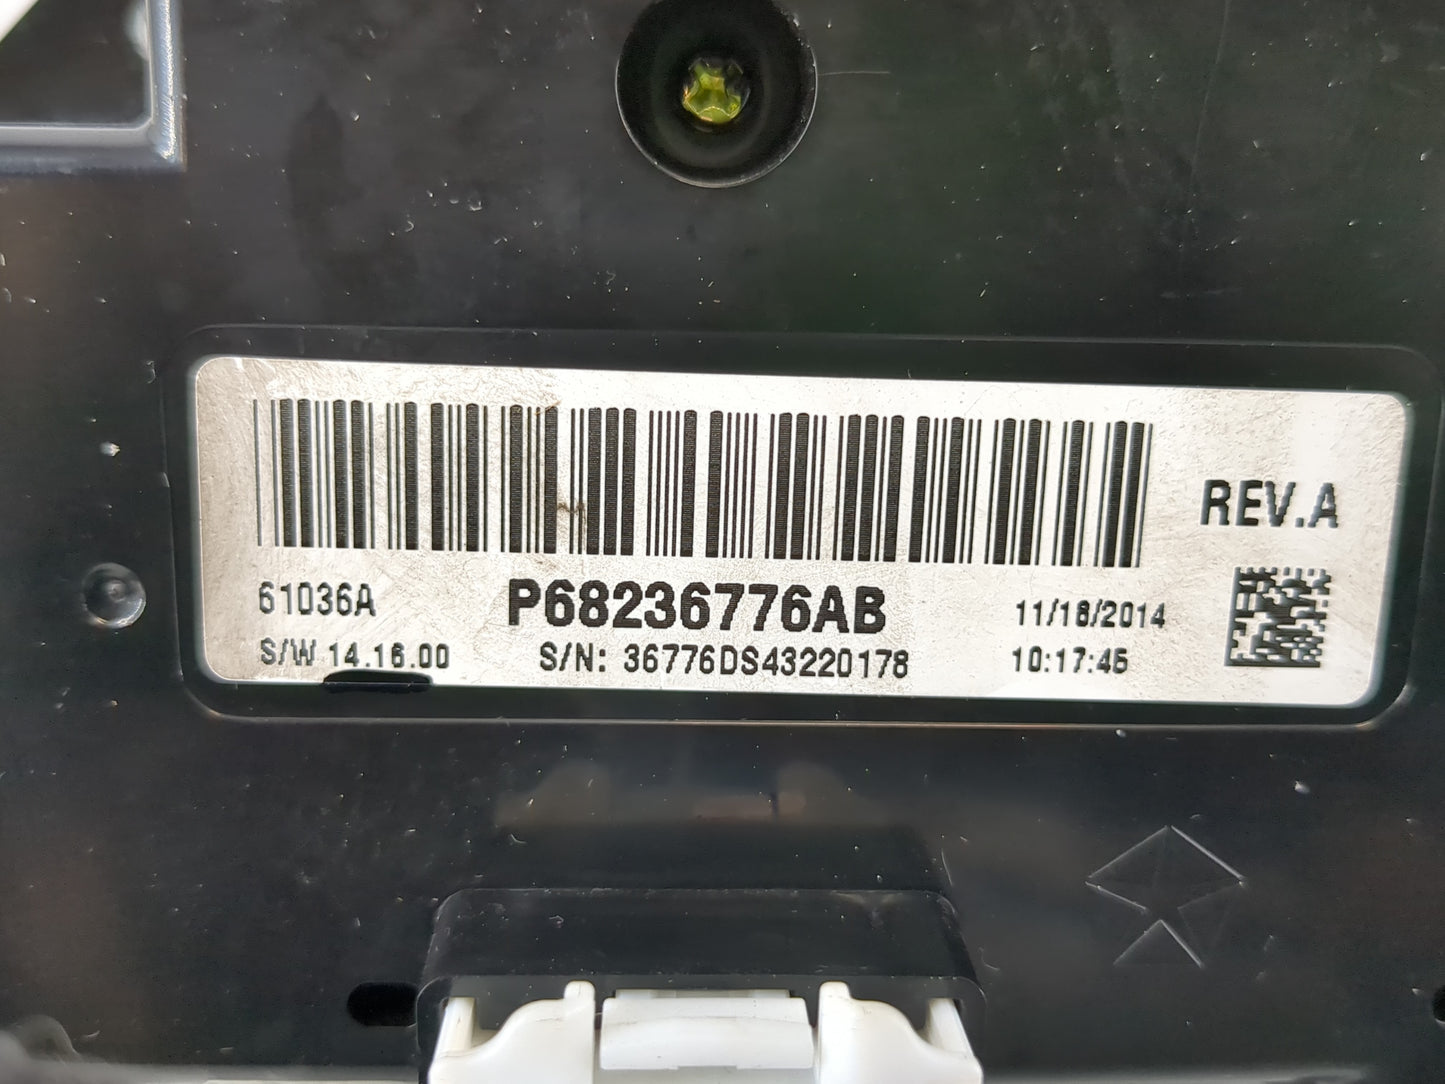 REV.A
61036A P68236776AB 11/18/2014
S/W 14.16.00 S/N: 36776DS43220178 10:17:45